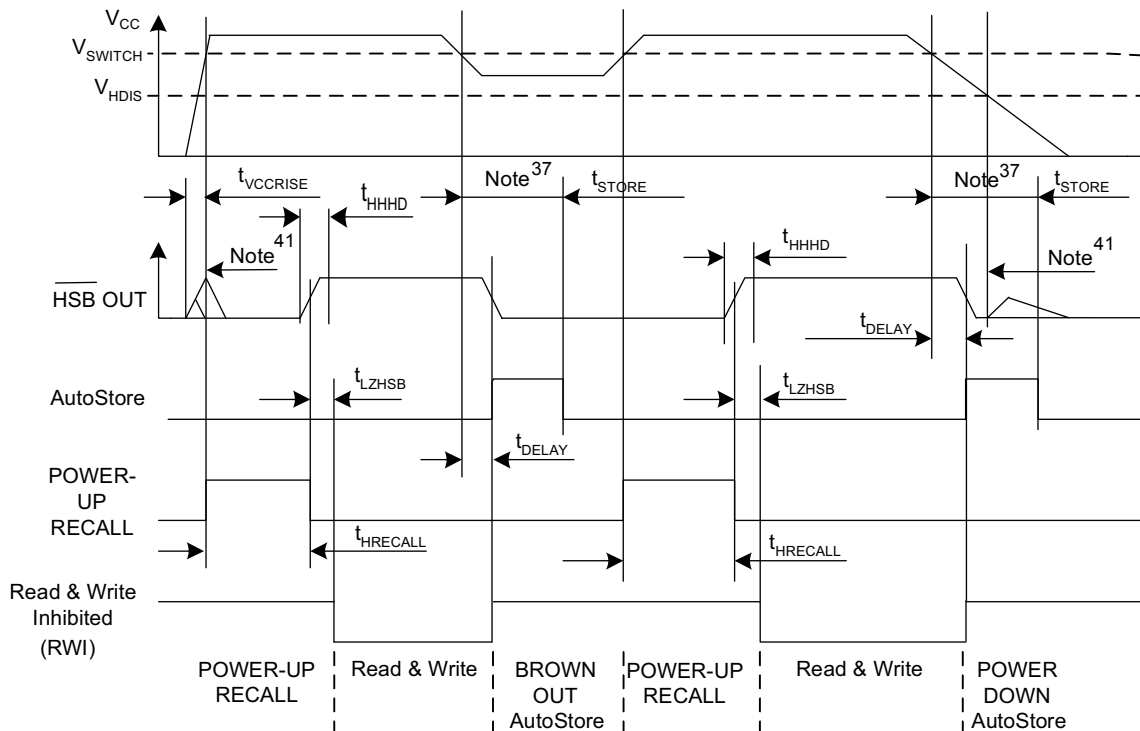 VCC
VSWITCH
VHDIS
tVCCRISE
Note37
tSTORE
Note37
tSTORE
tHHHD
Note41
tHHHD
Note41
HSB OUT
tDELAY
tLZHSB
tLZHSB
AutoStore
tDELAY
POWER-
UP
RECALL
tHRECALL
tHRECALL
Read & Write
Inhibited
(RWI)
POWER-UP
RECALL
Read & Write
BROWN
OUT
AutoStore
POWER-UP
RECALL
Read & Write
POWER
DOWN
AutoStore